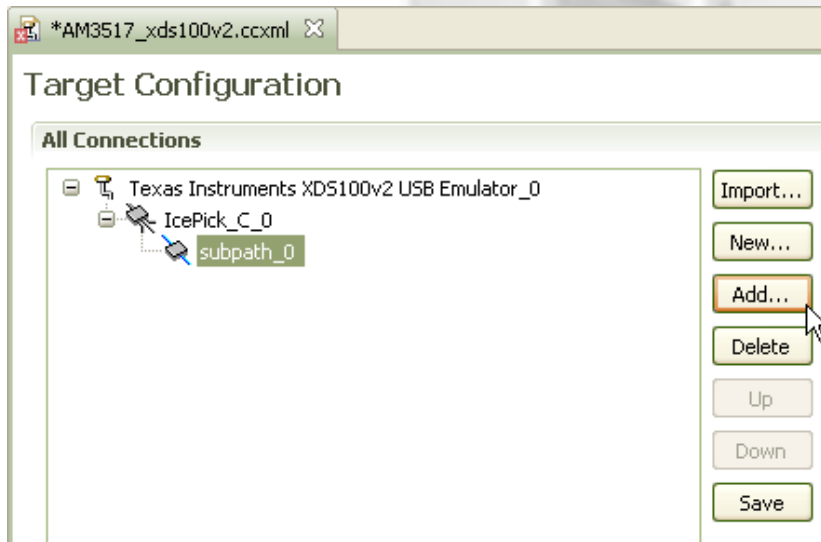 *AM3517_xds100v2.ccxml
Target Configuration
All Connections
Texas Instruments XDS100v2 USB Emulator_0
IcePick_C_0
subpath_0
Import...
New...
Add...
Delete
Up
Down
Save